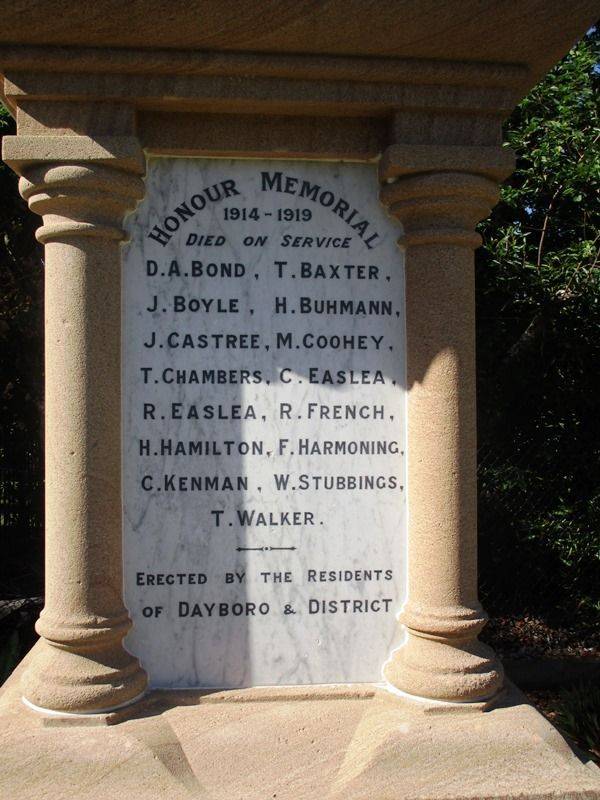 HONOUR MEMORIAL
1914-1919
DIED ON SERVICE
D.A.BOND, T.BAXTER,
J.BOYLE, H.BUHMANN,
J.CASTREE, M.COOHEY,
T.CHAMBERS, C.EASLEA,
R.EASLEA, R.FRENCH,
H.HAMILTON, F.HARMONING,
C.KENMAN, W.STUBBINGS,
T.WALKER.
ERECTED BY THE RESIDENTS
OF DAYBORO & DISTRICT